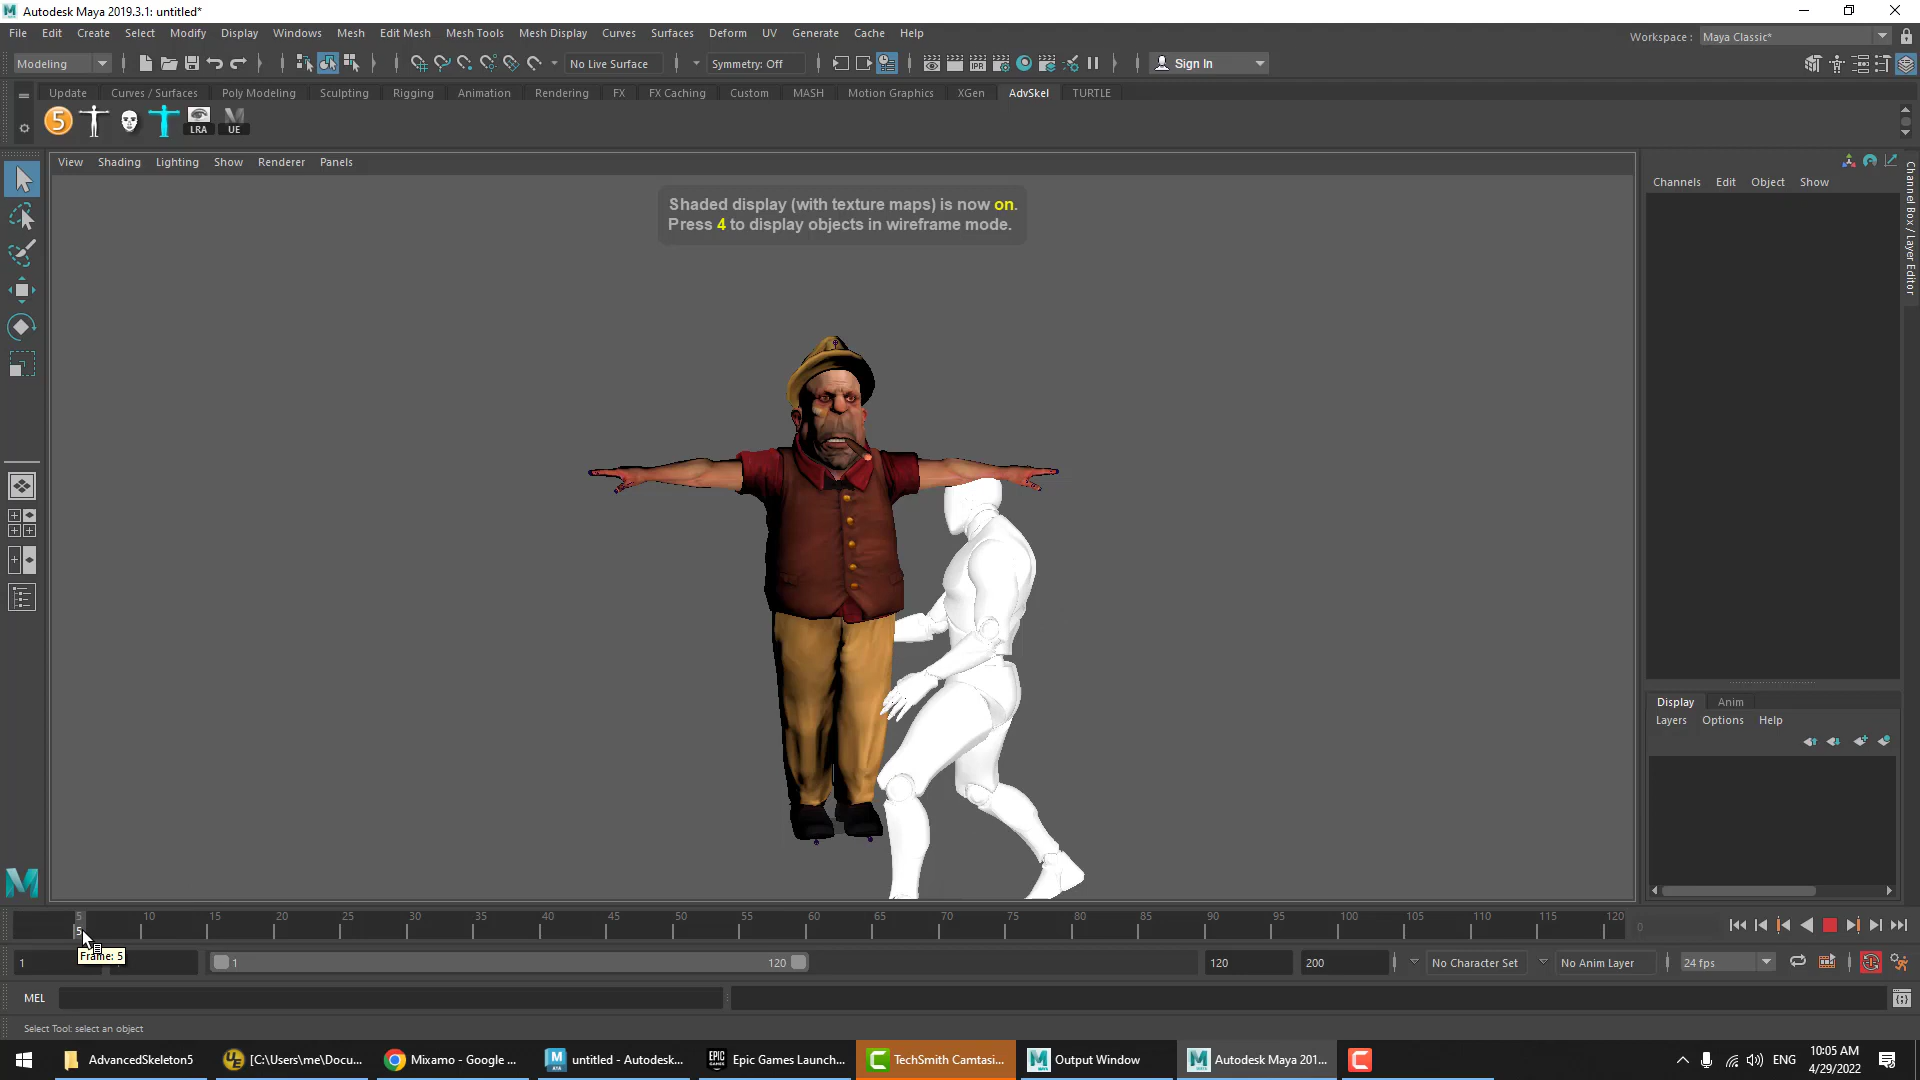 Autodesk Maya 2019.3.1: untitled*
File Edit Create Select Modify Display Windows Mesh Edit Mesh Mesh Tools Mesh Display Curves Surfaces Deform UV Generate Cache Help
Workspace : Maya Classic*
Modeling No Live Surface Symmetry: Off IPR Sign In
Update Curves / Surfaces Poly Modeling Sculpting Rigging Animation Rendering FX FX Caching Custom MASH Motion Graphics XGen AdvSkel TURTLE
5 LRA UE
View Shading Lighting Show Renderer Panels
Channels Edit Object Show
Channel Box / Layer Editor
Shaded display (with texture maps) is now on.
Press 4 to display objects in wireframe mode.
Display Anim
Layers Options Help
5 10 15 20 25 30 35 40 45 50 55 60 65 70 75 80 85 90 95 100 105 110 115 120
5
0
Frame: 5
1 1 120 120 200 No Character Set No Anim Layer 24 fps
MEL
Select Tool: select an object
AdvancedSkeleton5 [C:\Users\me\Docu... Mixamo - Google ... untitled - Autodesk... Epic Games Launch... TechSmith Camtasi... Output Window Autodesk Maya 201... ENG 10:05 AM
4/29/2022